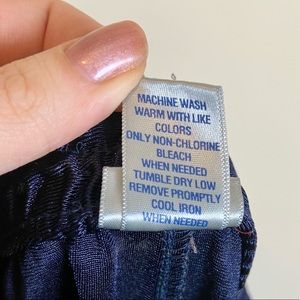 MACHINE WASH
WARM WITH LIKE
COLORS
ONLY NON-CHLORINE
BLEACH
WHEN NEEDED
TUMBLE DRY LOW
REMOVE PROMPTLY
COOL IRON
WHEN NEEDED